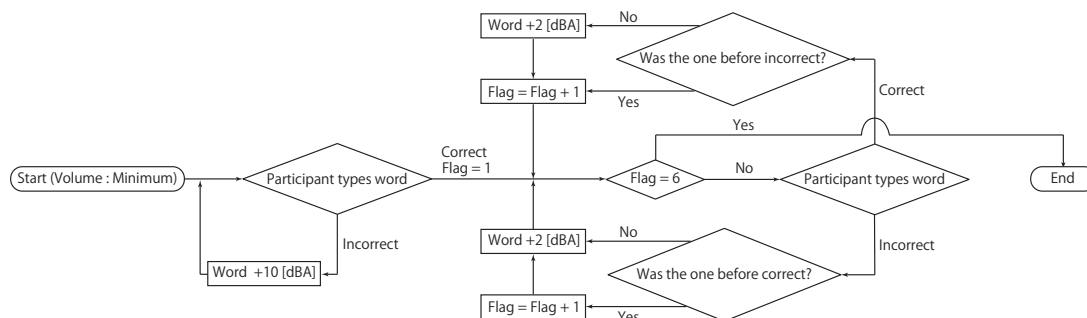 Word +2 [dBA]
No
Was the one before incorrect?
Flag = Flag + 1
Yes
Correct
Yes
Start (Volume : Minimum)
Participant types word
Correct
Flag = 1
Flag = 6
No
Participant types word
End
Incorrect
Word +10 [dBA]
Word +2 [dBA]
No
Incorrect
Was the one before correct?
Flag = Flag + 1
Yes